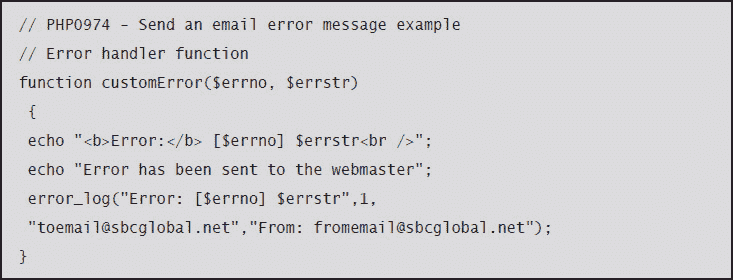 // PHP0974 - Send an email error message example
// Error handler function
function customError($errno, $errstr)
{
echo "<b>Error:</b> [$errno] $errstr<br />";
echo "Error has been sent to the webmaster";
error_log("Error: [$errno] $errstr",1,
"toemail@sbcglobal.net","From: fromemail@sbcglobal.net");
}